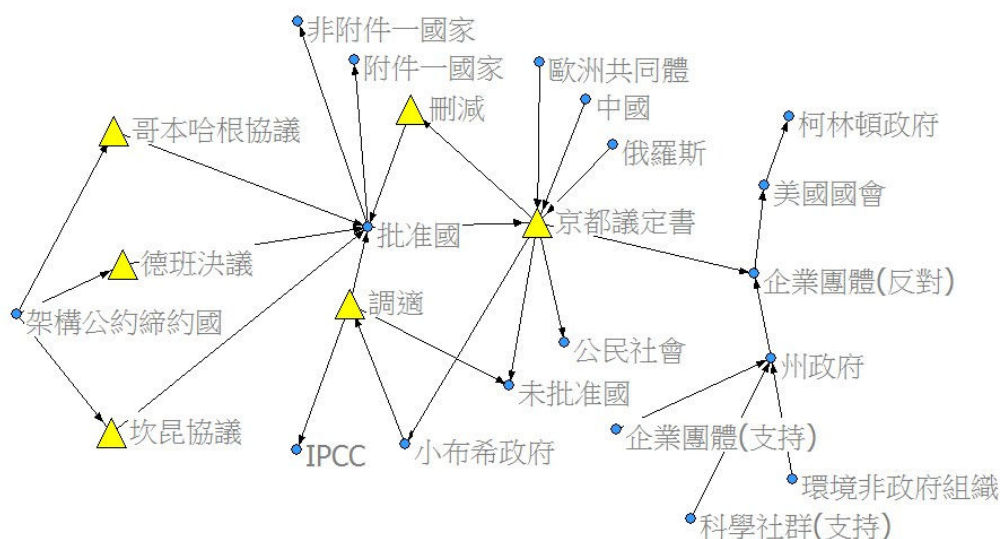 非附件一國家
附件一國家
歐洲共同體
刪減
中國
柯林頓政府
哥本哈根協議
俄羅斯
美國國會
批准國
京都議定書
德班決議
企業團體(反對)
調適
架構公約締約國
公民社會
州政府
未批准國
坎昆協議
企業團體(支持)
IPCC
小布希政府
環境非政府組織
科學社群(支持)